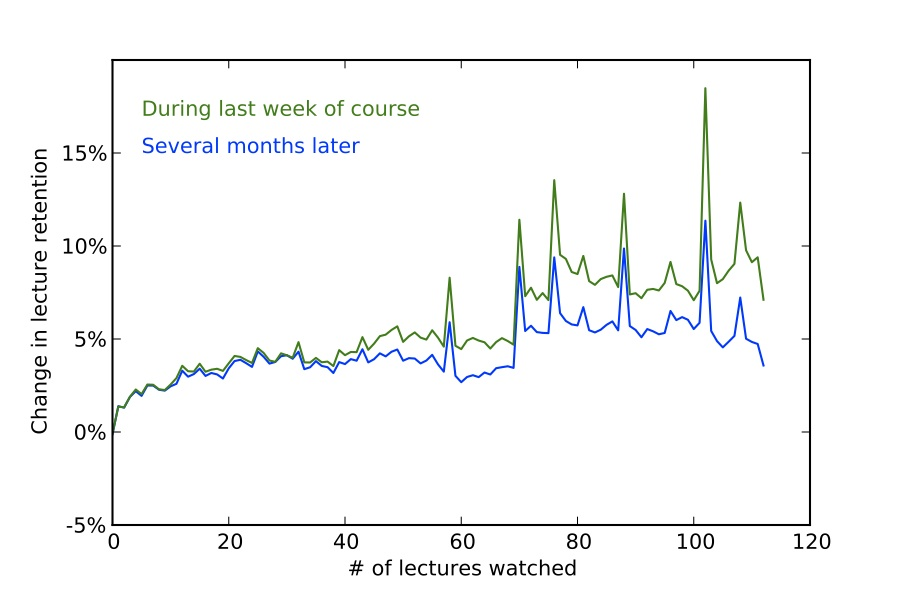 During last week of course
Several months later
15%
10%
5%
0%
-5%
Change in lecture retention
0 20 40 60 80 100 120
# of lectures watched